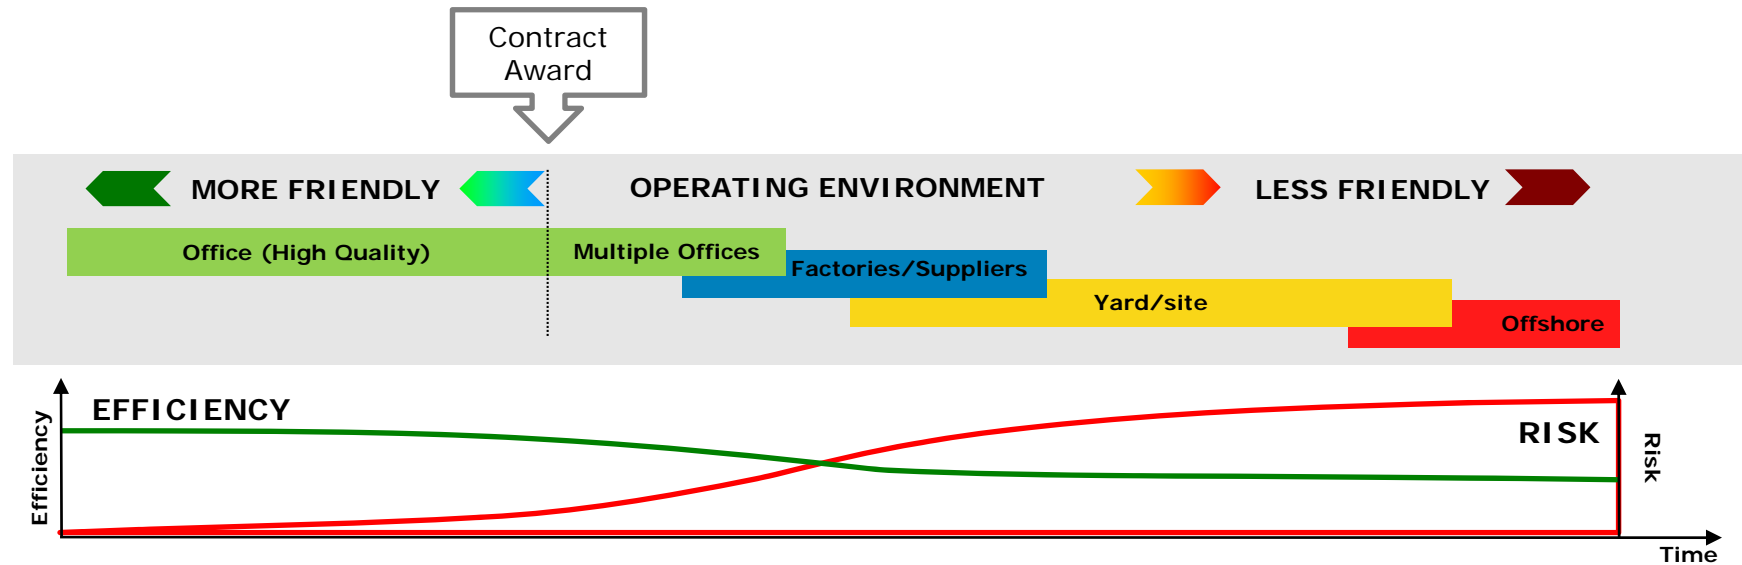 Contract
Award
MORE FRIENDLY
OPERATING ENVIRONMENT
LESS FRIENDLY
Office (High Quality)
Multiple Offices
Factories/Suppliers
Yard/site
Offshore
EFFICIENCY
RISK
Efficiency
Risk
Time